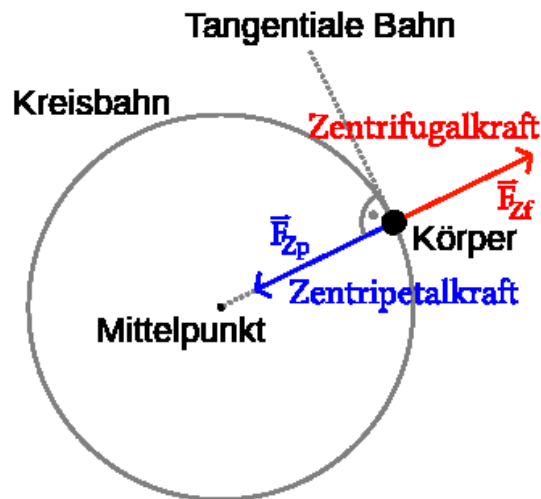 Tangentiale Bahn
Kreisbahn
Zentrifugalkraft
F⃗Zf
F⃗Zp
Körper
Zentripetalkraft
Mittelpunkt